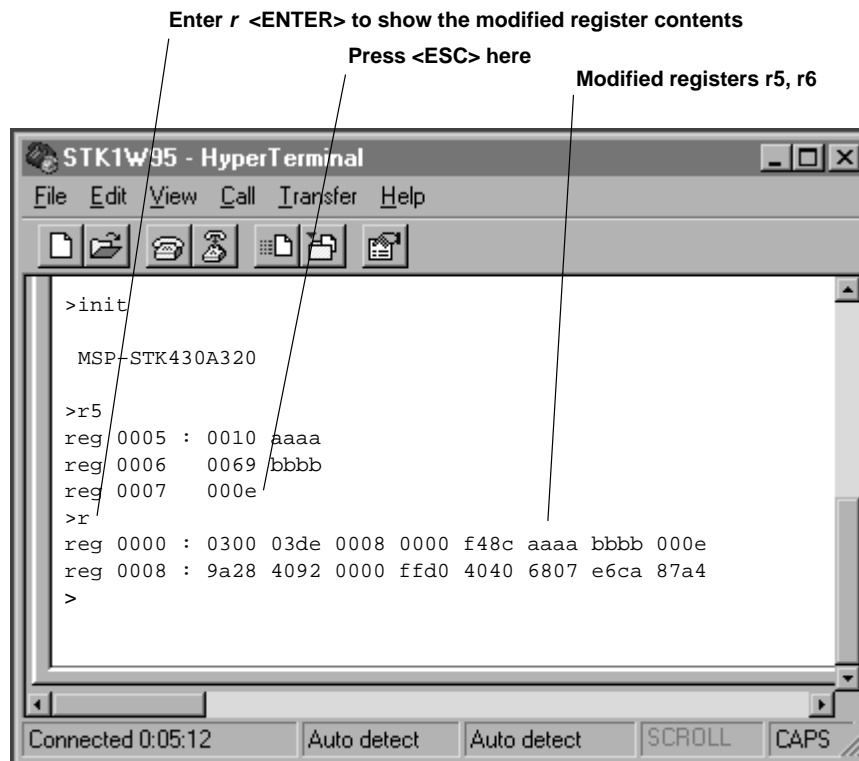 Enter r <ENTER> to show the modified register contents
Press <ESC> here
Modified registers r5, r6
STK1W95 - HyperTerminal
File Edit View Call Transfer Help
>init
MSP-STK430A320
>r5
reg 0005 : 0010 aaaa
reg 0006 0069 bbbb
reg 0007 000e
>r
reg 0000 : 0300 03de 0008 0000 f48c aaaa bbbb 000e
reg 0008 : 9a28 4092 0000 ffd0 4040 6807 e6ca 87a4
>
Connected 0:05:12 Auto detect Auto detect SCROLL CAPS